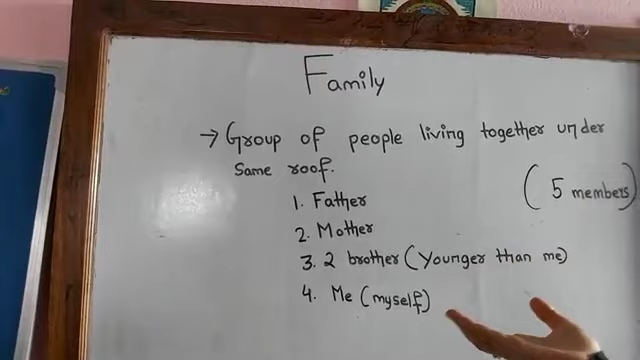 Family
→ Group of people living together under
same roof.
(5 members)
1. Father
2. Mother
3. 2 brother (Younger than me)
4. Me (myself)